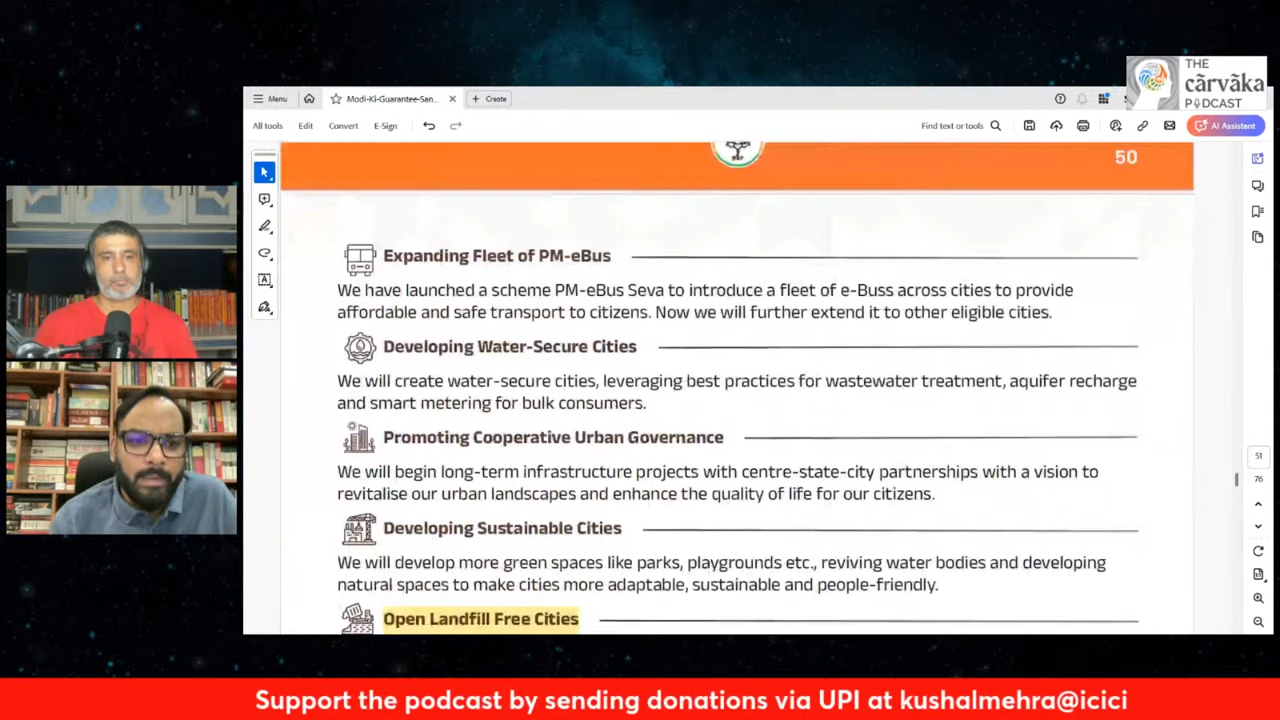 THE
cãrvãka
PODCAST
Menu
Modi-Ki-Guarantee-San...
Create
All tools
Edit
Convert
E-Sign
Find text or tools
AI Assistant
50
Expanding Fleet of PM-eBus
We have launched a scheme PM-eBus Seva to introduce a fleet of e-Buss across cities to provide
affordable and safe transport to citizens. Now we will further extend it to other eligible cities.
Developing Water-Secure Cities
We will create water-secure cities, leveraging best practices for wastewater treatment, aquifer recharge
and smart metering for bulk consumers.
Promoting Cooperative Urban Governance
We will begin long-term infrastructure projects with centre-state-city partnerships with a vision to
revitalise our urban landscapes and enhance the quality of life for our citizens.
Developing Sustainable Cities
We will develop more green spaces like parks, playgrounds etc., reviving water bodies and developing
natural spaces to make cities more adaptable, sustainable and people-friendly.
Open Landfill Free Cities
51
76
Support the podcast by sending donations via UPI at kushalmehra@icici